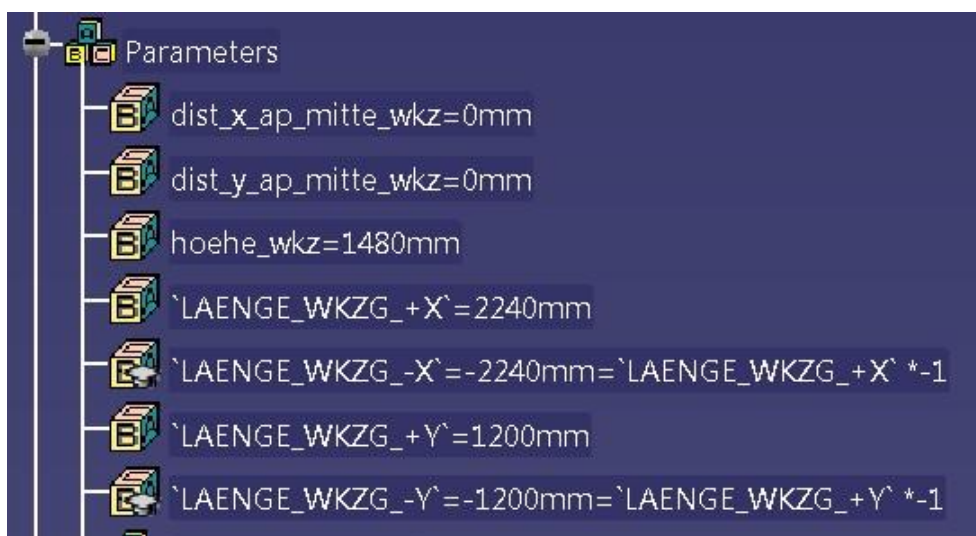 Parameters
dist_x_ap_mitte_wkz=0mm
dist_y_ap_mitte_wkz=0mm
hoehe_wkz=1480mm
`LAENGE_WKZG_+X`=2240mm
`LAENGE_WKZG_-X`=-2240mm=`LAENGE_WKZG_+X` *-1
`LAENGE_WKZG_+Y`=1200mm
`LAENGE_WKZG_-Y`=-1200mm=`LAENGE_WKZG_+Y` *-1